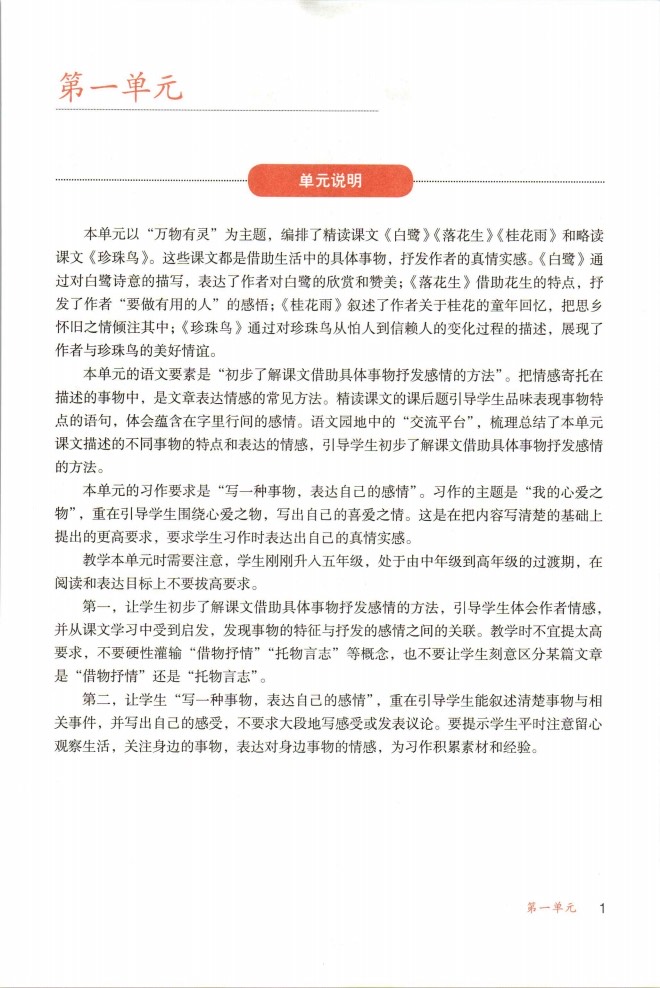 第一单元
单元说明
本单元以“万物有灵”为主题，编排了精读课文《白鹭》《落花生》《桂花雨》和略读
课文《珍珠鸟》。这些课文都是借助生活中的具体事物，抒发作者的真情实感。《白鹭》通
过对白鹭诗意的描写，表达了作者对白鹭的欣赏和赞美；《落花生》借助花生的特点，抒
发了作者“要做有用的人”的感悟；《桂花雨》叙述了作者关于桂花的童年回忆，把思乡
怀旧之情倾注其中；《珍珠鸟》通过对珍珠鸟从怕人到信赖人的变化过程的描述，展现了
作者与珍珠鸟的美好情谊。
本单元的语文要素是“初步了解课文借助具体事物抒发感情的方法”。把情感寄托在
描述的事物中，是文章表达情感的常见方法。精读课文的课后题引导学生品味表现事物特
点的语句，体会蕴含在字里行间的感情。语文园地中的“交流平台”，梳理总结了本单元
课文描述的不同事物的特点和表达的情感，引导学生初步了解课文借助具体事物抒发感情
的方法。
本单元的习作要求是“写一种事物，表达自己的感情”。习作的主题是“我的心爱之
物”，重在引导学生围绕心爱之物，写出自己的喜爱之情。这是在把内容写清楚的基础上
提出的更高要求，要求学生习作时表达出自己的真情实感。
教学本单元时需要注意，学生刚刚升入五年级，处于由中年级到高年级的过渡期，在
阅读和表达目标上不要拔高要求。
第一，让学生初步了解课文借助具体事物抒发感情的方法，引导学生体会作者情感，
并从课文学习中受到启发，发现事物的特征与抒发的感情之间的关联。教学时不宜提太高
要求，不要硬性灌输“借物抒情”“托物言志”等概念，也不要让学生刻意区分某篇文章
是“借物抒情”还是“托物言志”。
第二，让学生“写一种事物，表达自己的感情”，重在引导学生能叙述清楚事物与相
关事件，并写出自己的感受，不要求大段地写感受或发表议论。要提示学生平时注意留心
观察生活，关注身边的事物，表达对身边事物的情感，为习作积累素材和经验。
第一单元 1